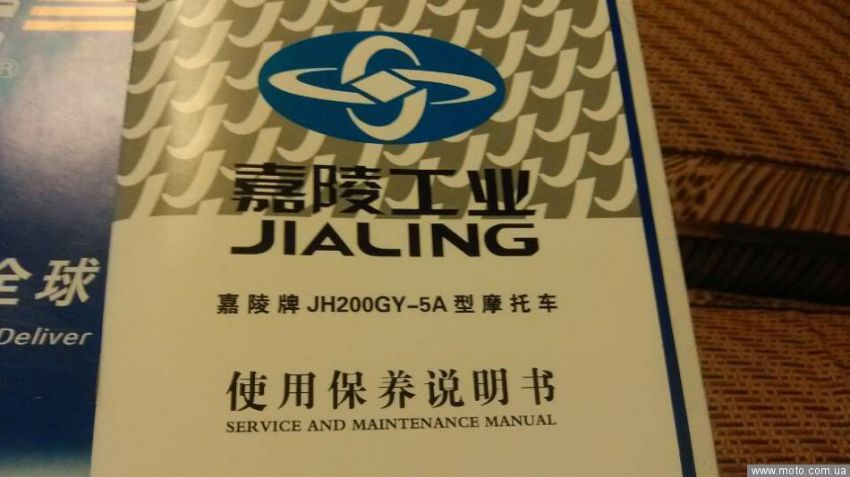 ®
嘉陵工业
JIALING
嘉陵牌 JH200GY-5A 型摩托车
全球
Deliver
使用保养说明书
SERVICE AND MAINTENANCE MANUAL
www.moto.com.ua